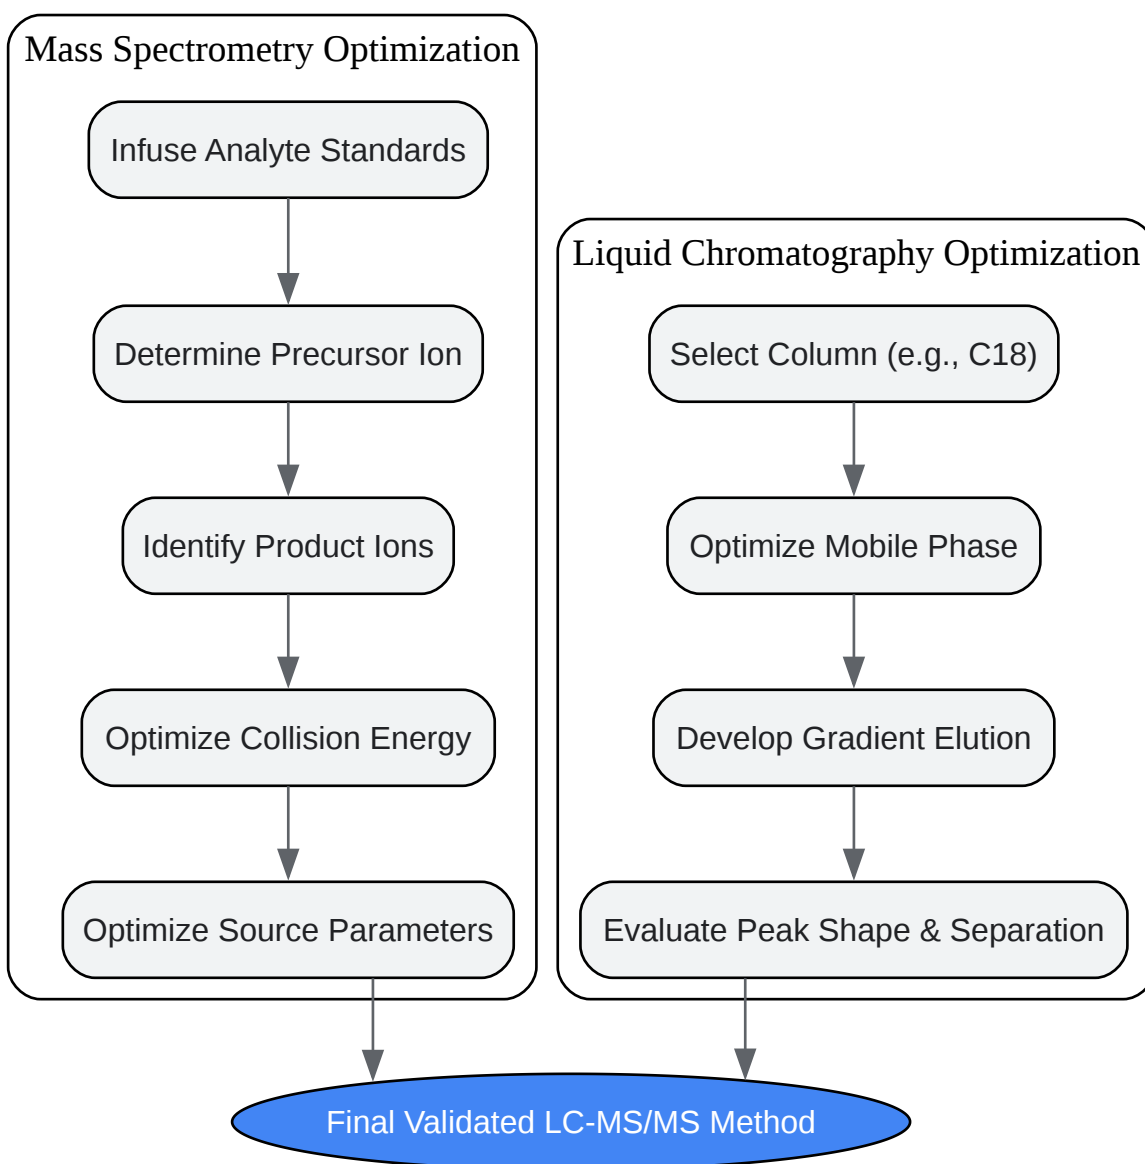 Mass Spectrometry Optimization
Infuse Analyte Standards
Determine Precursor Ion
Identify Product Ions
Optimize Collision Energy
Optimize Source Parameters
Liquid Chromatography Optimization
Select Column (e.g., C18)
Optimize Mobile Phase
Develop Gradient Elution
Evaluate Peak Shape & Separation
Final Validated LC-MS/MS Method